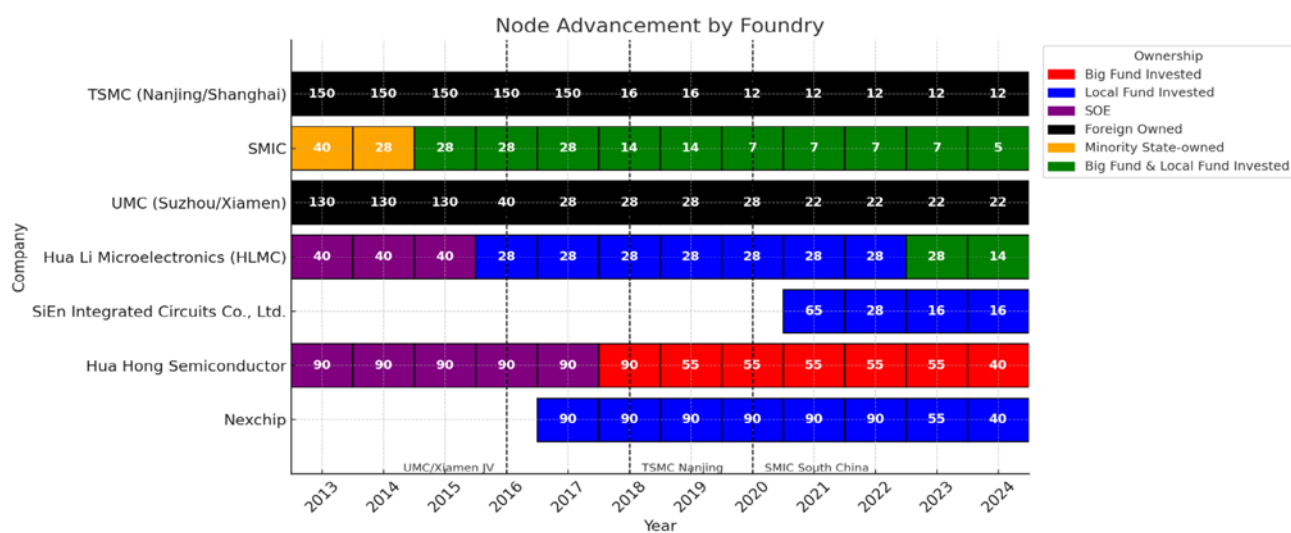 Node Advancement by Foundry
Company
TSMC (Nanjing/Shanghai) 150 150 150 150 150 16 16 12 12 12 12 12
SMIC 40 28 28 28 28 14 14 7 7 7 7 5
UMC (Suzhou/Xiamen) 130 130 130 40 28 28 28 28 22 22 22 22
Hua Li Microelectronics (HLMC) 40 40 40 28 28 28 28 28 28 28 28 14
SiEn Integrated Circuits Co., Ltd. 65 28 16 16
Hua Hong Semiconductor 90 90 90 90 90 90 55 55 55 55 55 40
Nexchip 90 90 90 90 90 90 55 40
UMC/Xiamen JV TSMC Nanjing SMIC South China
2013 2014 2015 2016 2017 2018 2019 2020 2021 2022 2023 2024
Year
Ownership
Big Fund Invested
Local Fund Invested
SOE
Foreign Owned
Minority State-owned
Big Fund & Local Fund Invested